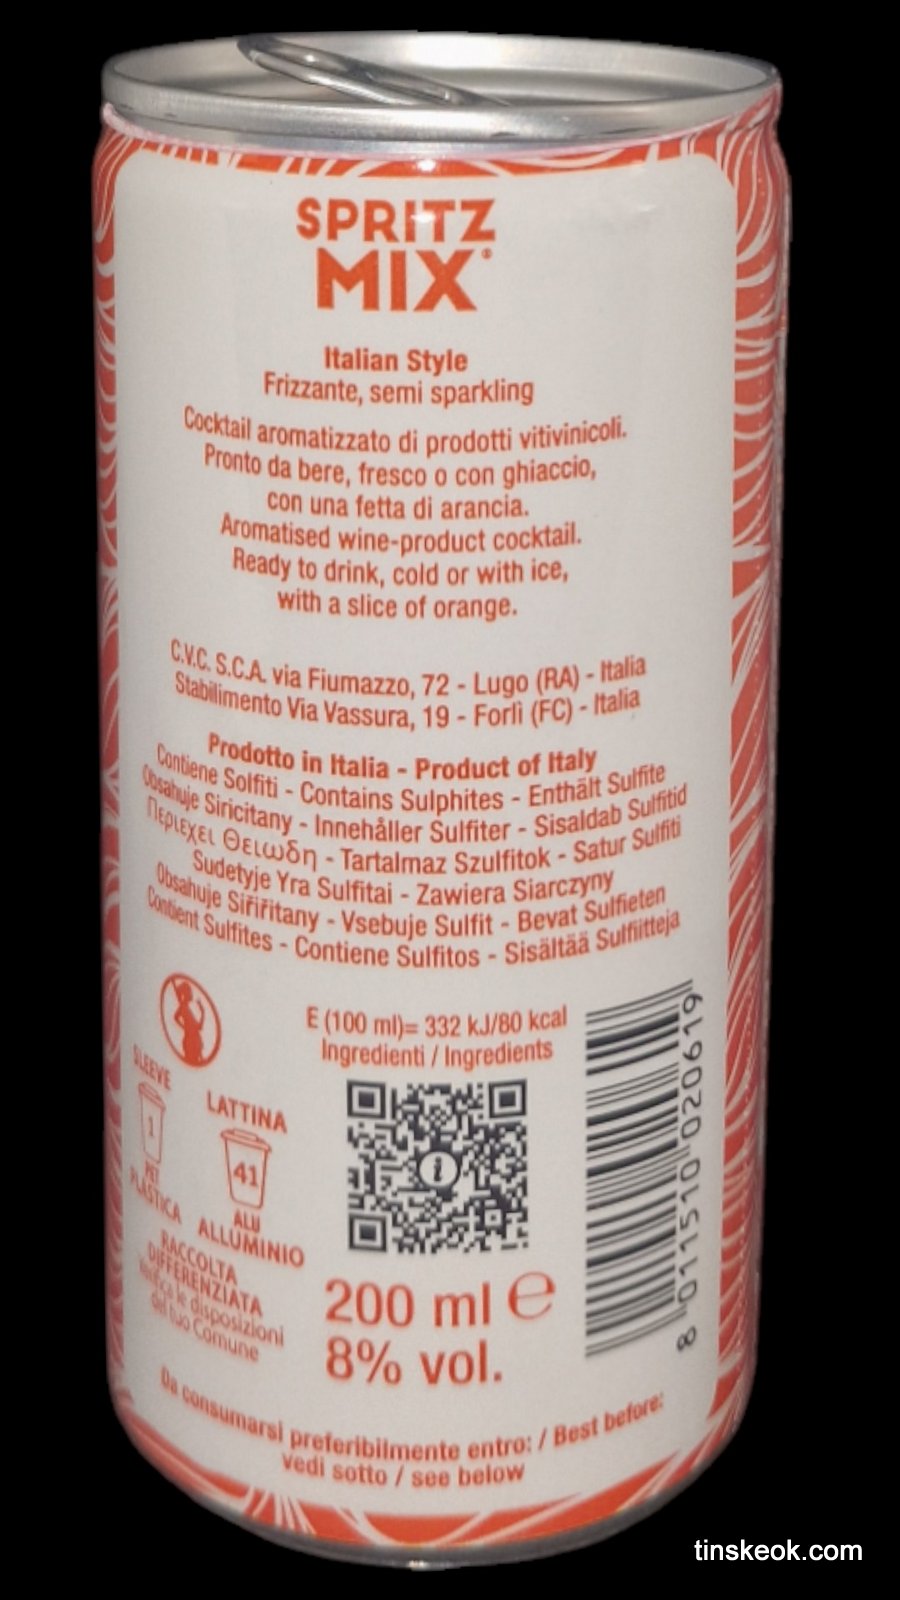 SPRITZ
MIX®
Italian Style
Frizzante, semi sparkling
Cocktail aromatizzato di prodotti vitivinicoli.
Pronto da bere, fresco o con ghiaccio,
con una fetta di arancia.
Aromatised wine-product cocktail.
Ready to drink, cold or with ice,
with a slice of orange.
C.V.C. S.C.A. via Fiumazzo, 72 - Lugo (RA) - Italia
Stabilimento Via Vassura, 19 - Forlì (FC) - Italia
Prodotto in Italia - Product of Italy
Contiene Solfiti - Contains Sulphites - Enthält Sulfite
Obsahuje Siricitany - Innehåller Sulfiter - Sisaldab Sulfitid
Περιεχει Θειωδη - Tartalmaz Szulfitok - Satur Sulfiti
Sudetyje Yra Sulfitai - Zawiera Siarczyny
Obsahuje Siřiřitany - Vsebuje Sulfit - Bevat Sulfieten
Contient Sulfites - Contiene Sulfitos - Sisältää Sulfiitteja
E (100 ml)= 332 kJ/80 kcal
Ingredienti / Ingredients
SLEEVE
1
PET
PLASTICA
LATTINA
41
ALU
ALLUMINIO
RACCOLTA
DIFFERENZIATA
Verifica le disposizioni
del tuo Comune
i
200 ml ℮
8% vol.
8 011510 020619
Da consumarsi preferibilmente entro: / Best before:
vedi sotto / see below
tinskeok.com